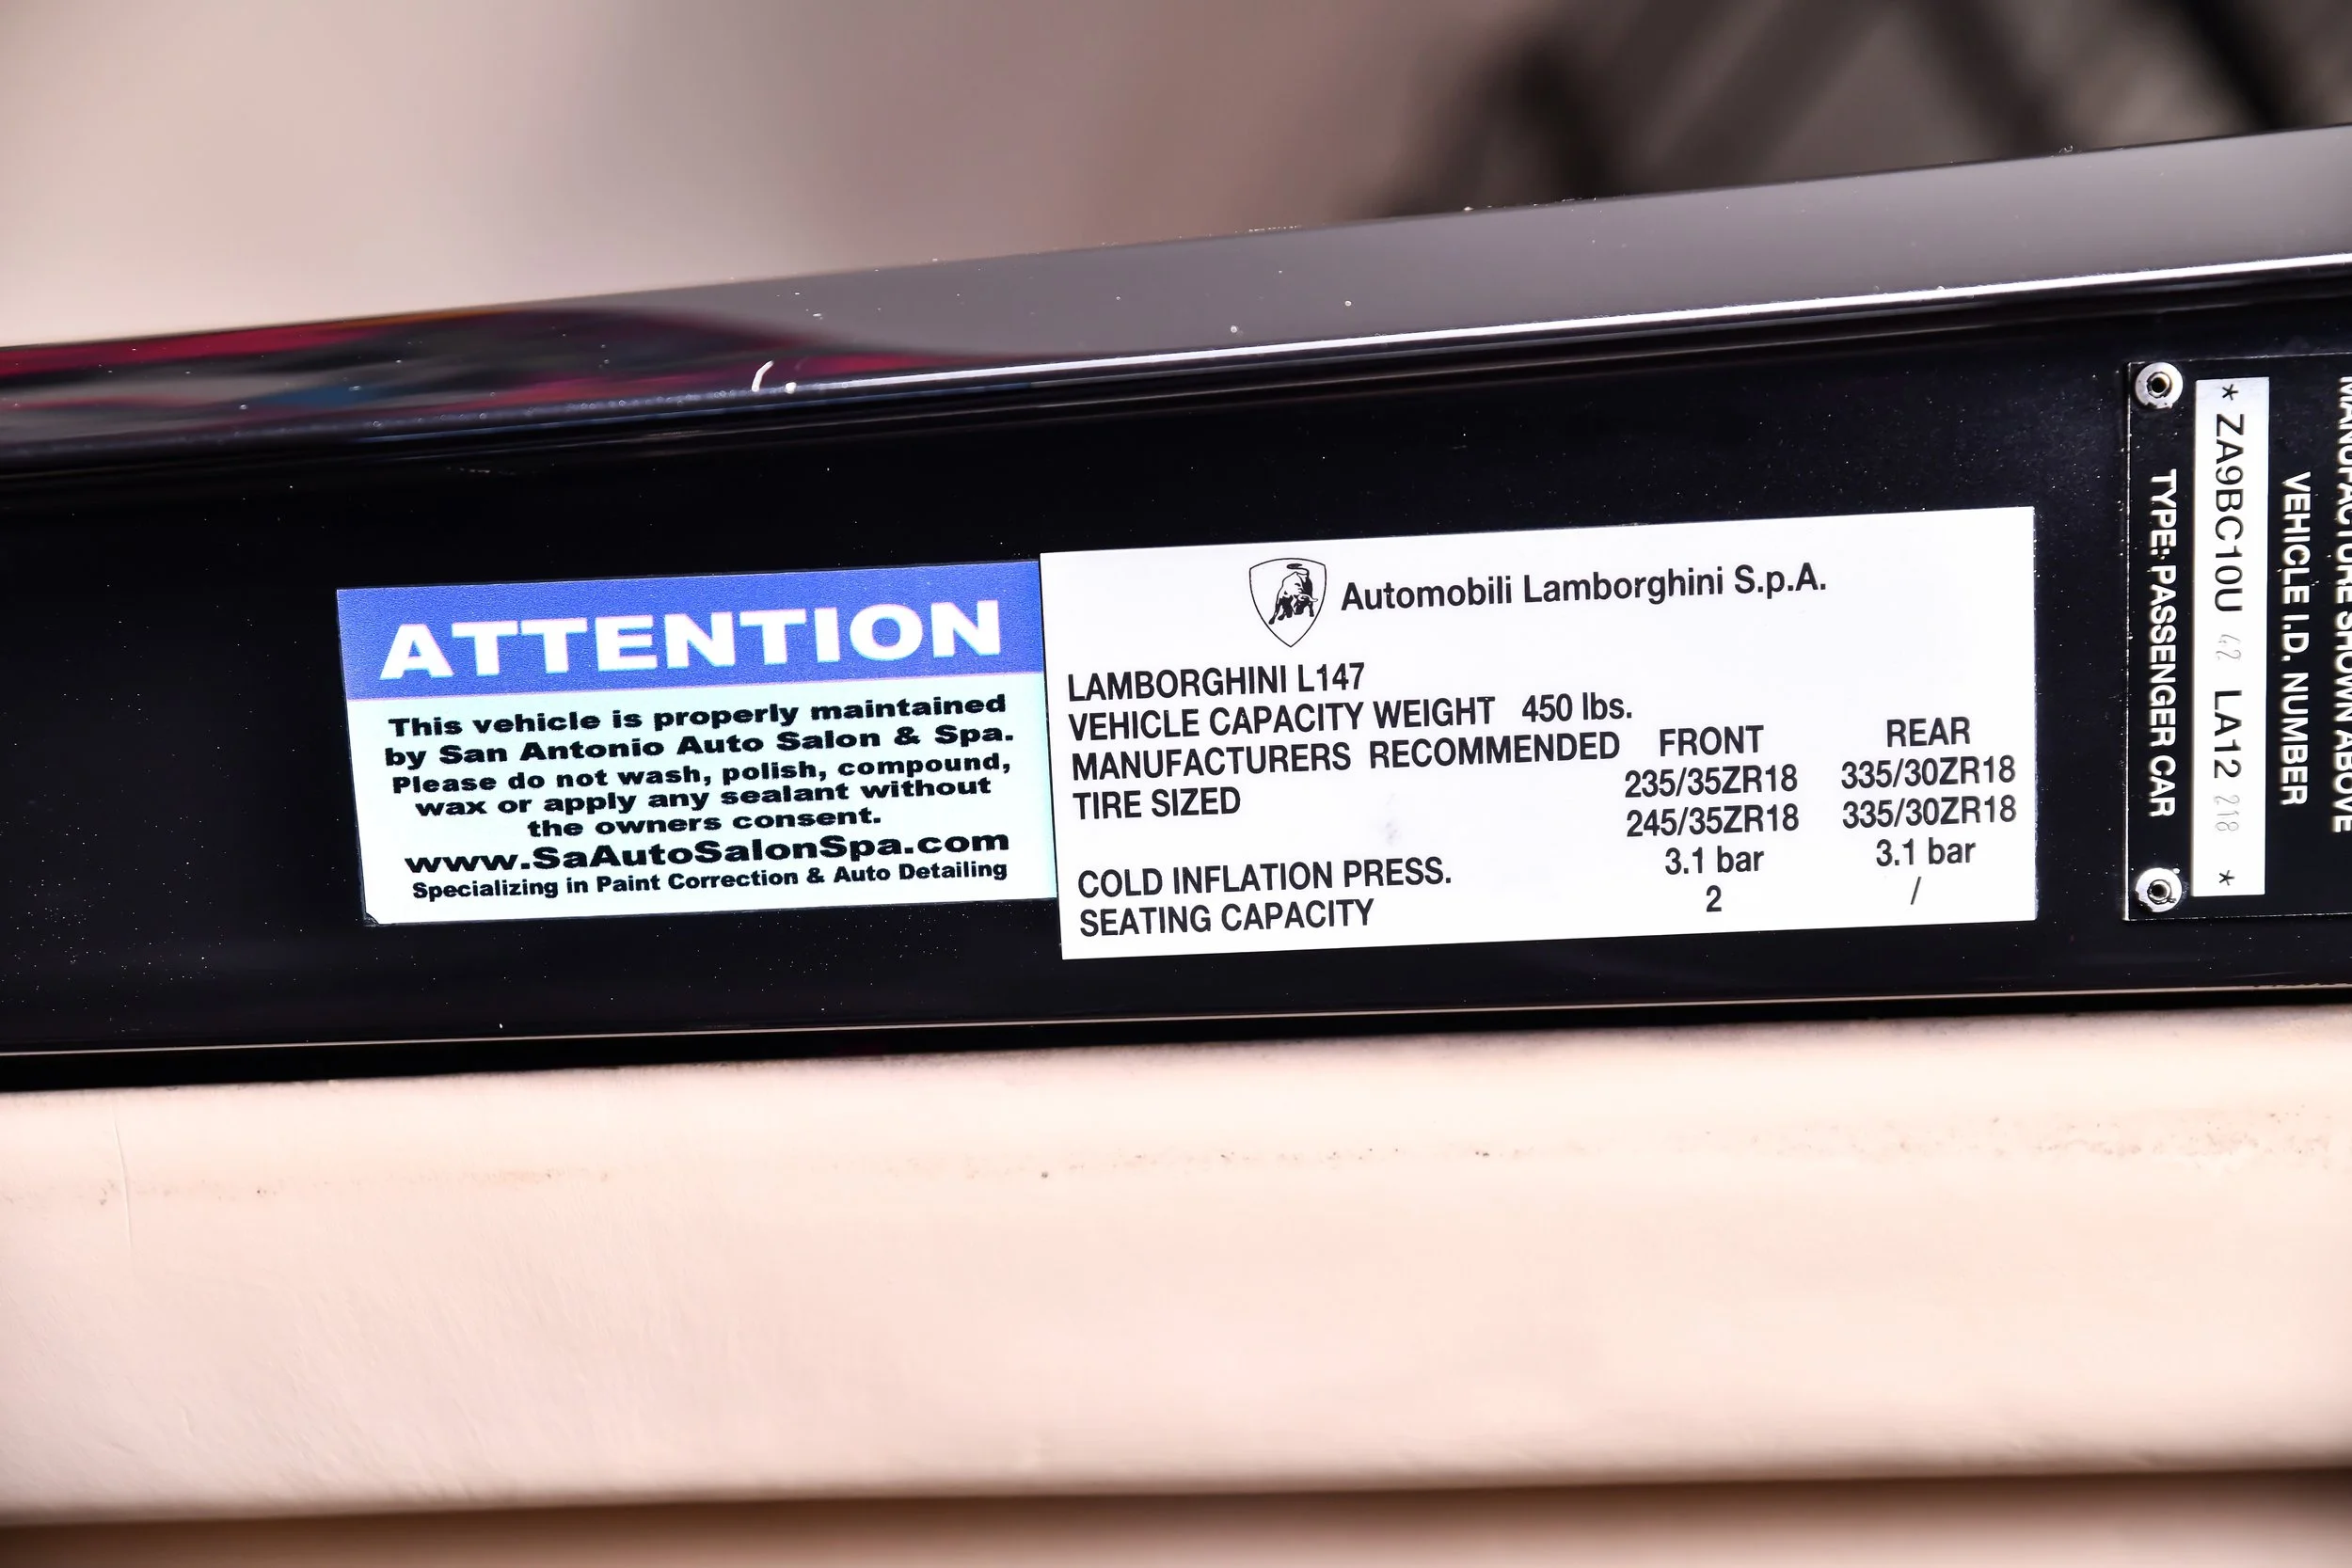 ATTENTION
This vehicle is properly maintained
by San Antonio Auto Salon & Spa.
Please do not wash, polish, compound,
wax or apply any sealant without
the owners consent.
www.SaAutoSalonSpa.com
Specializing in Paint Correction & Auto Detailing
Automobili Lamborghini S.p.A.
LAMBORGHINI L147
VEHICLE CAPACITY WEIGHT 450 lbs.
MANUFACTURERS RECOMMENDED FRONT REAR
TIRE SIZED 235/35ZR18 335/30ZR18
245/35ZR18 335/30ZR18
COLD INFLATION PRESS. 3.1 bar 3.1 bar
SEATING CAPACITY 2 /
MANUFACTURE SHOWN ABOVE
VEHICLE I.D. NUMBER
*ZA9BC10U 42 LA12 218 *
TYPE: PASSENGER CAR